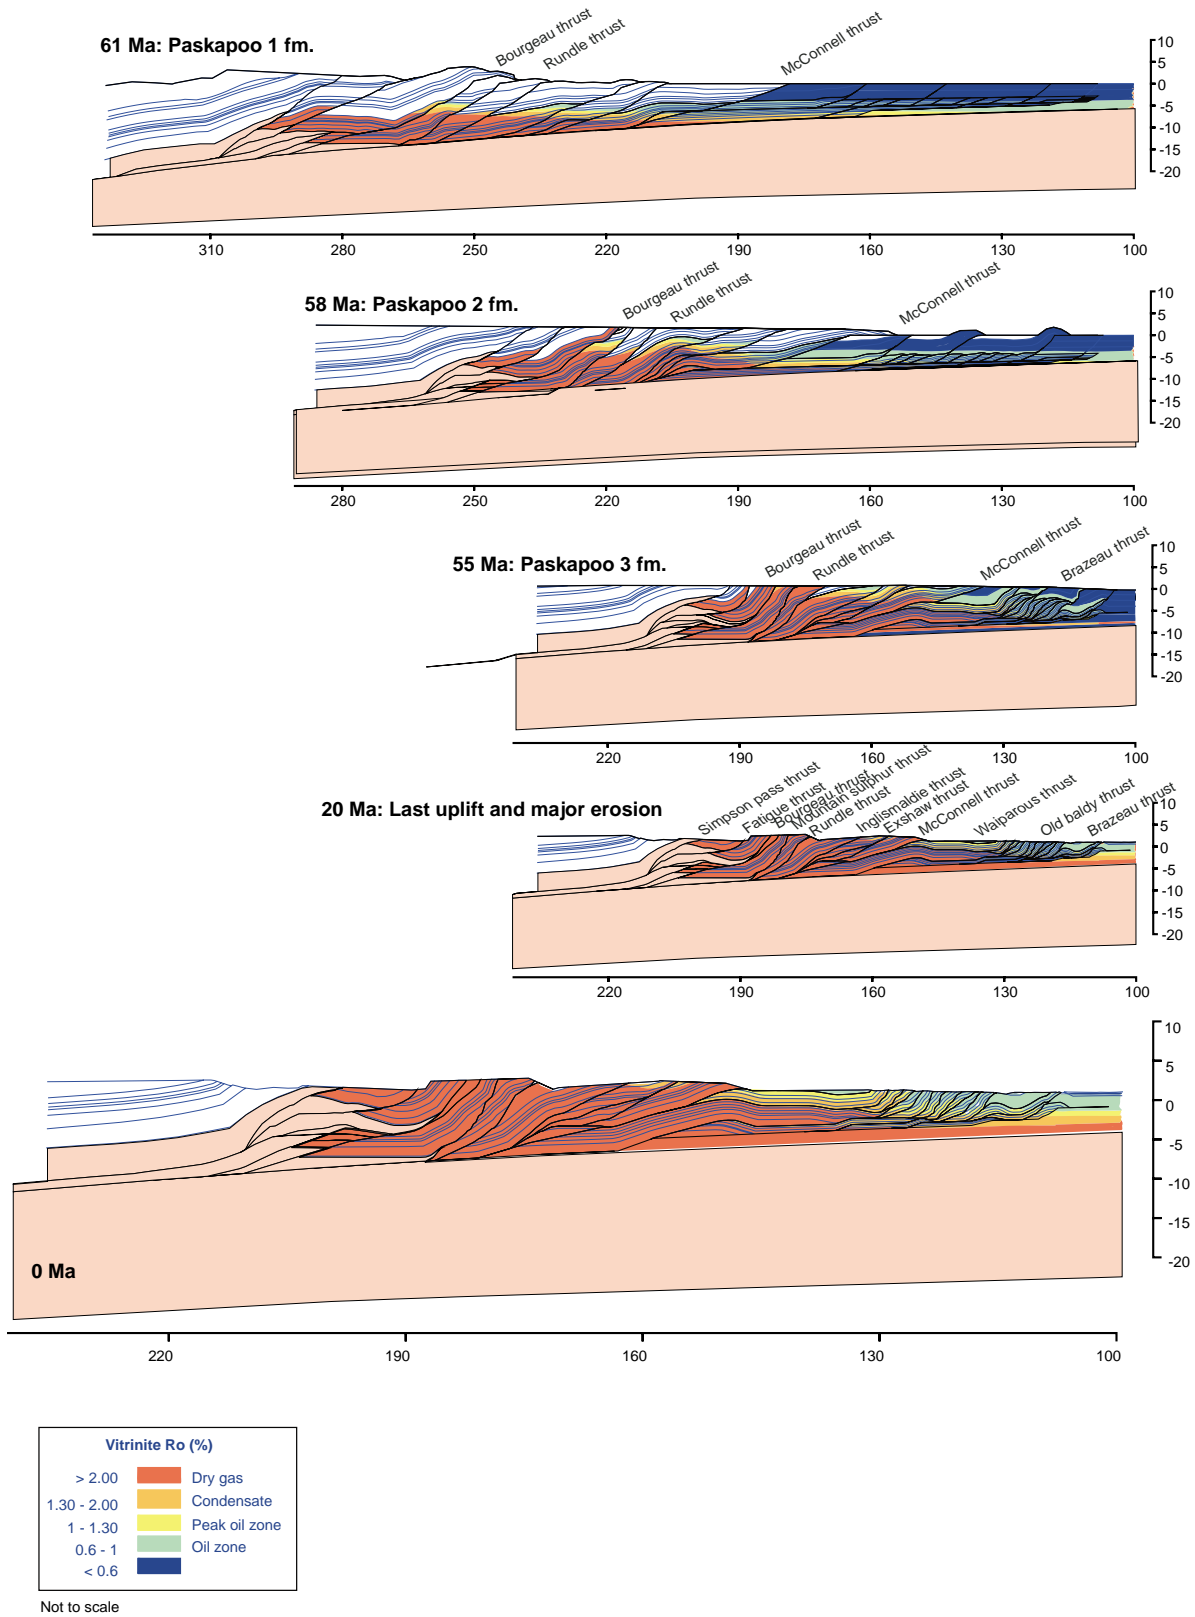 61 Ma: Paskapoo 1 fm.
Bourgeau thrust
Rundle thrust
McConnell thrust
10
5
0
-5
-10
-15
-20
310 280 250 220 190 160 130 100
58 Ma: Paskapoo 2 fm.
Bourgeau thrust
Rundle thrust
McConnell thrust
10
5
0
-5
-10
-15
-20
280 250 220 190 160 130 100
55 Ma: Paskapoo 3 fm.
Bourgeau thrust
Rundle thrust
McConnell thrust
Brazeau thrust
10
5
0
-5
-10
-15
-20
220 190 160 130 100
20 Ma: Last uplift and major erosion
Simpson pass thrust
Fatigue thrust
Bourgeau thrust
Mountain sulphur thrust
Rundle thrust
Inglismaldie thrust
Exshaw thrust
McConnell thrust
Waiparous thrust
Old baldy thrust
Brazeau thrust
10
5
0
-5
-10
-15
-20
220 190 160 130 100
10
5
0
-5
-10
-15
-20
0 Ma
220 190 160 130 100
Vitrinite Ro (%)
> 2.00 Dry gas
1.30 - 2.00 Condensate
1 - 1.30 Peak oil zone
0.6 - 1 Oil zone
< 0.6
Not to scale